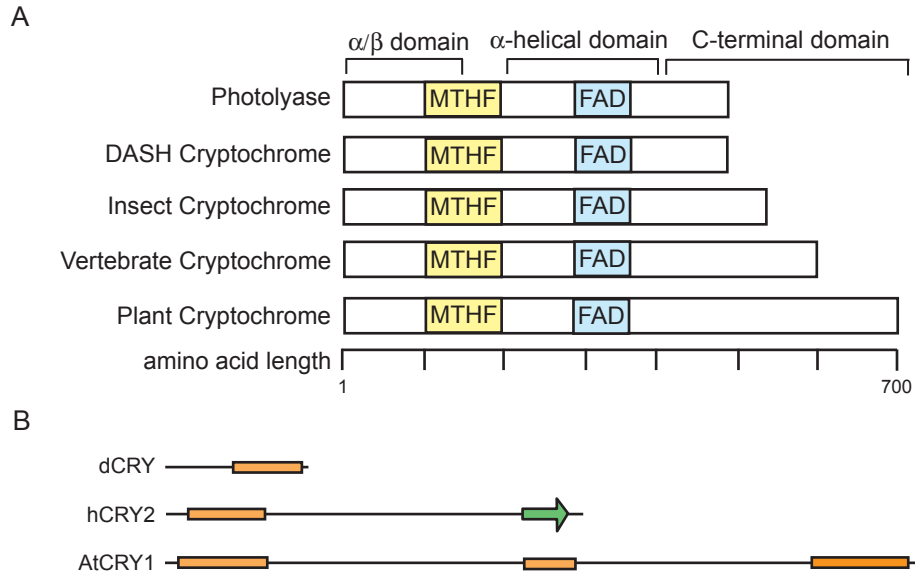 A
α/β domain α-helical domain C-terminal domain
Photolyase MTHF FAD
DASH Cryptochrome MTHF FAD
Insect Cryptochrome MTHF FAD
Vertebrate Cryptochrome MTHF FAD
Plant Cryptochrome MTHF FAD
amino acid length
1 700
B
dCRY
hCRY2
AtCRY1